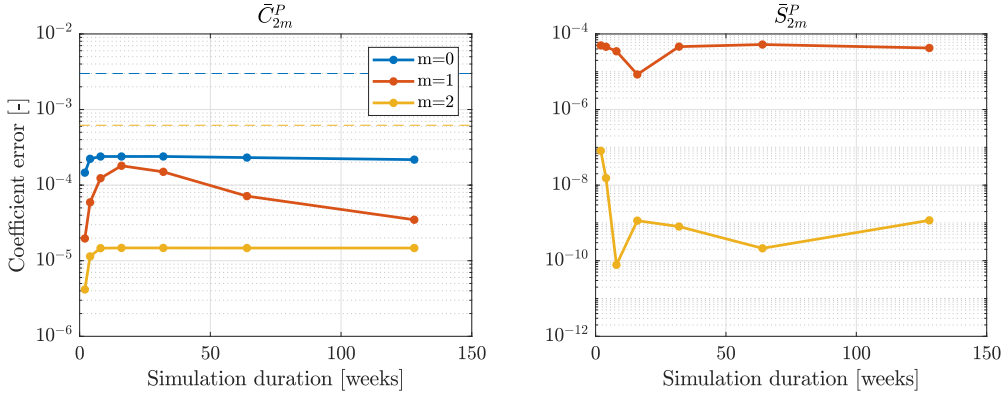 C̄ᴾ₂ₘ
10⁻²
10⁻³
10⁻⁴
10⁻⁵
10⁻⁶
Coefficient error [-]
m=0
m=1
m=2
0 50 100 150
Simulation duration [weeks]
S̄ᴾ₂ₘ
10⁻⁴
10⁻⁶
10⁻⁸
10⁻¹⁰
10⁻¹²
0 50 100 150
Simulation duration [weeks]